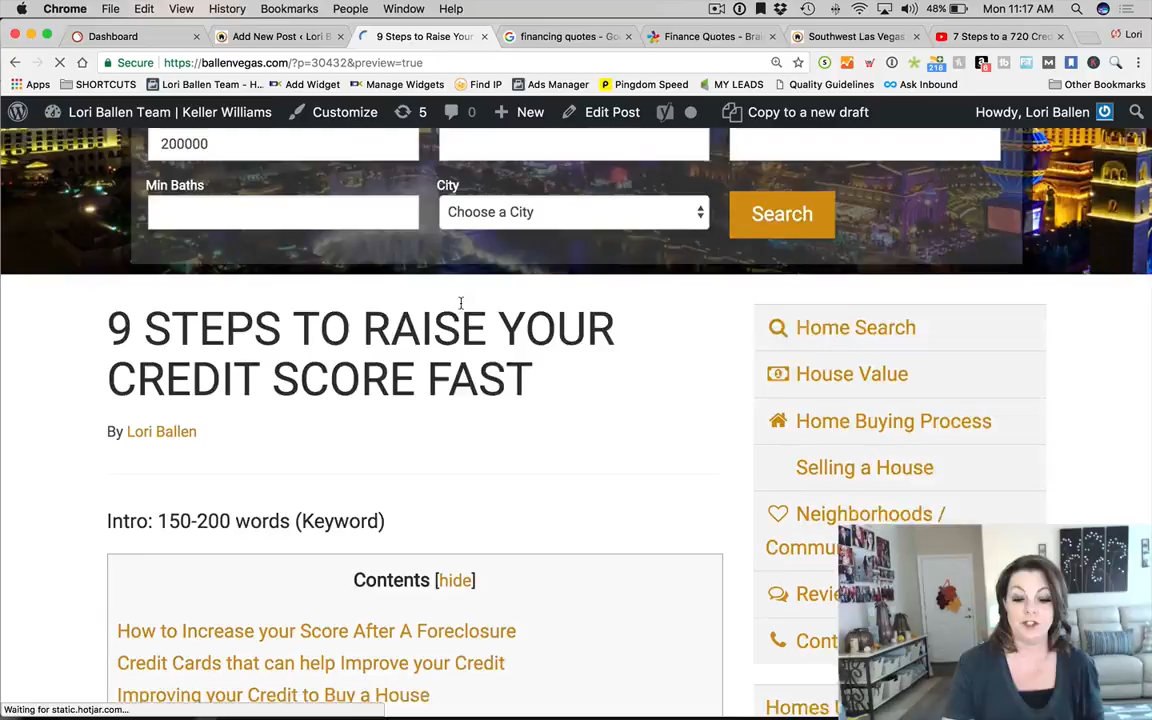 Chrome File Edit View History Bookmarks People Window Help 48% Mon 11:17 AM
Dashboard Add New Post ‹ Lori B 9 Steps to Raise Your financing quotes - Go Finance Quotes - Brai Southwest Las Vegas 7 Steps to a 720 Cred Lori
Secure https://ballenvegas.com/?p=30432&preview=true
Apps SHORTCUTS Lori Ballen Team - H... Add Widget Manage Widgets Find IP Ads Manager Pingdom Speed MY LEADS Quality Guidelines Ask Inbound Other Bookmarks
Lori Ballen Team | Keller Williams Customize 5 0 New Edit Post Copy to a new draft Howdy, Lori Ballen
200000
Min Baths City
Choose a City Search
9 STEPS TO RAISE YOUR
CREDIT SCORE FAST
By Lori Ballen
Intro: 150-200 words (Keyword)
Contents [hide]
How to Increase your Score After A Foreclosure
Credit Cards that can help Improve your Credit
Improving your Credit to Buy a House
Home Search
House Value
Home Buying Process
Selling a House
Neighborhoods /
Commu
Revie
Cont
Homes U
Waiting for static.hotjar.com...